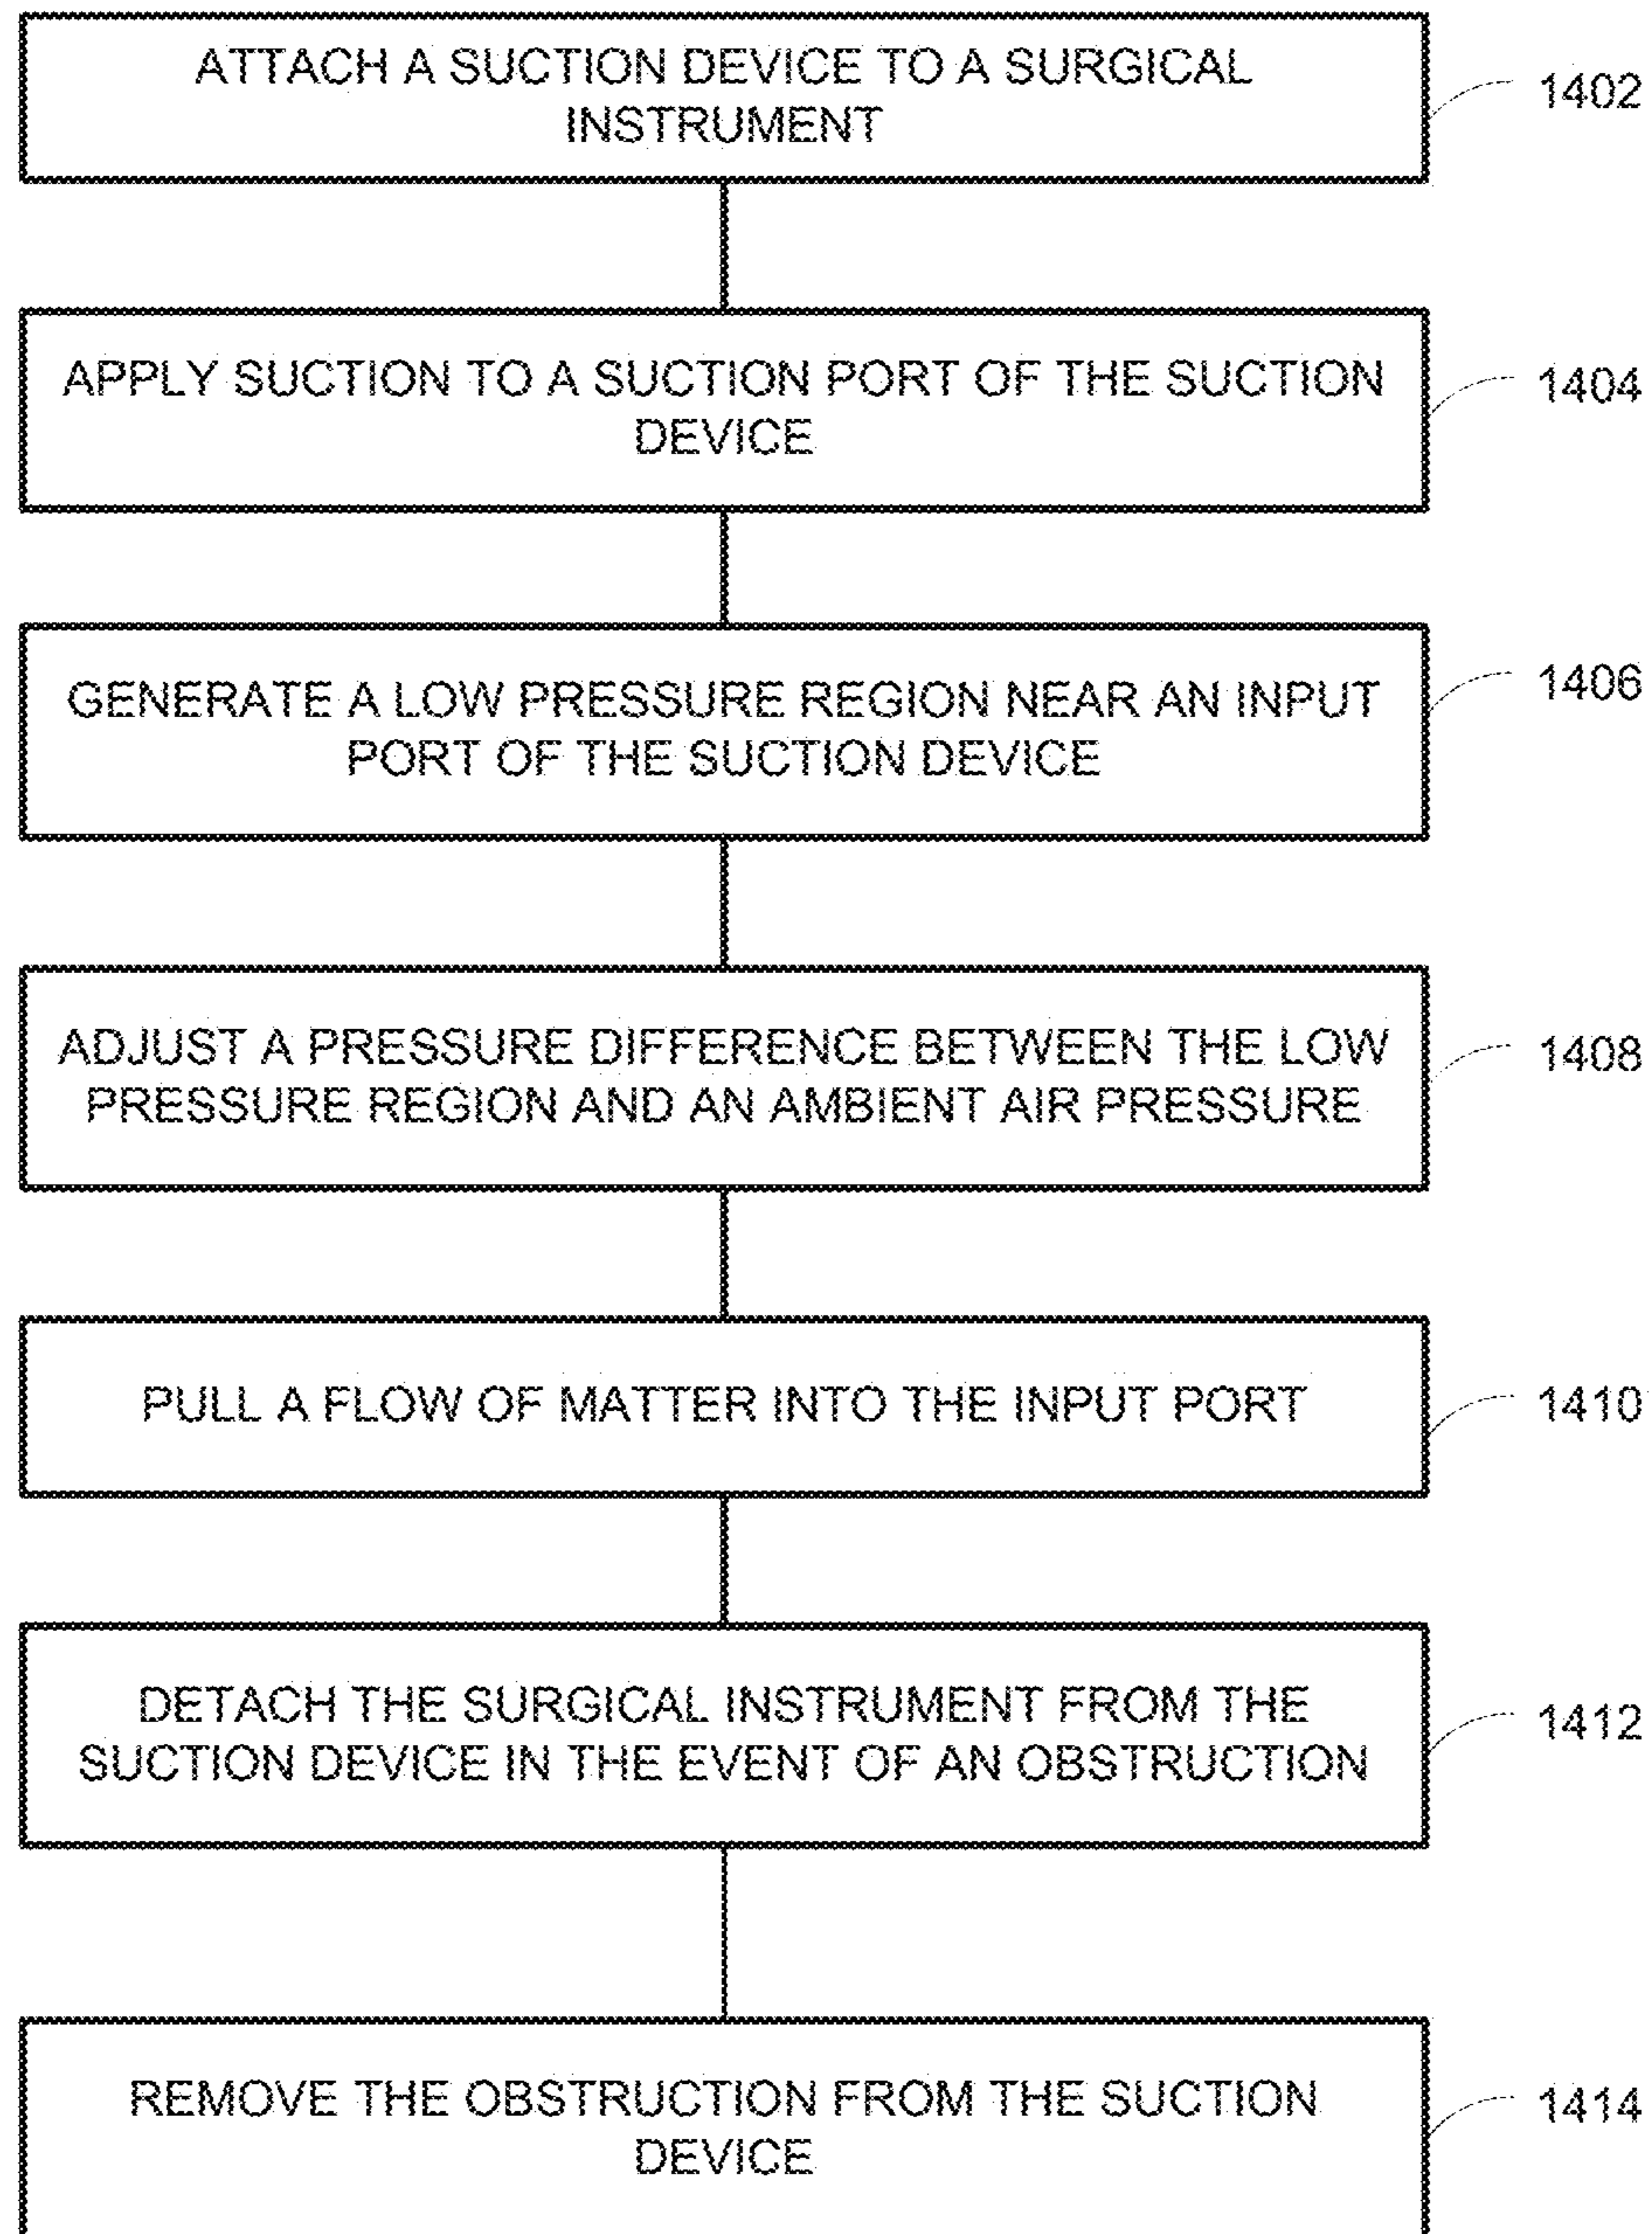 ATTACH A SUCTION DEVICE TO A SURGICAL
INSTRUMENT
1402
APPLY SUCTION TO A SUCTION PORT OF THE SUCTION
DEVICE
1404
GENERATE A LOW PRESSURE REGION NEAR AN INPUT
PORT OF THE SUCTION DEVICE
1406
ADJUST A PRESSURE DIFFERENCE BETWEEN THE LOW
PRESSURE REGION AND AN AMBIENT AIR PRESSURE
1408
PULL A FLOW OF MATTER INTO THE INPUT PORT
1410
DETACH THE SURGICAL INSTRUMENT FROM THE
SUCTION DEVICE IN THE EVENT OF AN OBSTRUCTION
1412
REMOVE THE OBSTRUCTION FROM THE SUCTION
DEVICE
1414